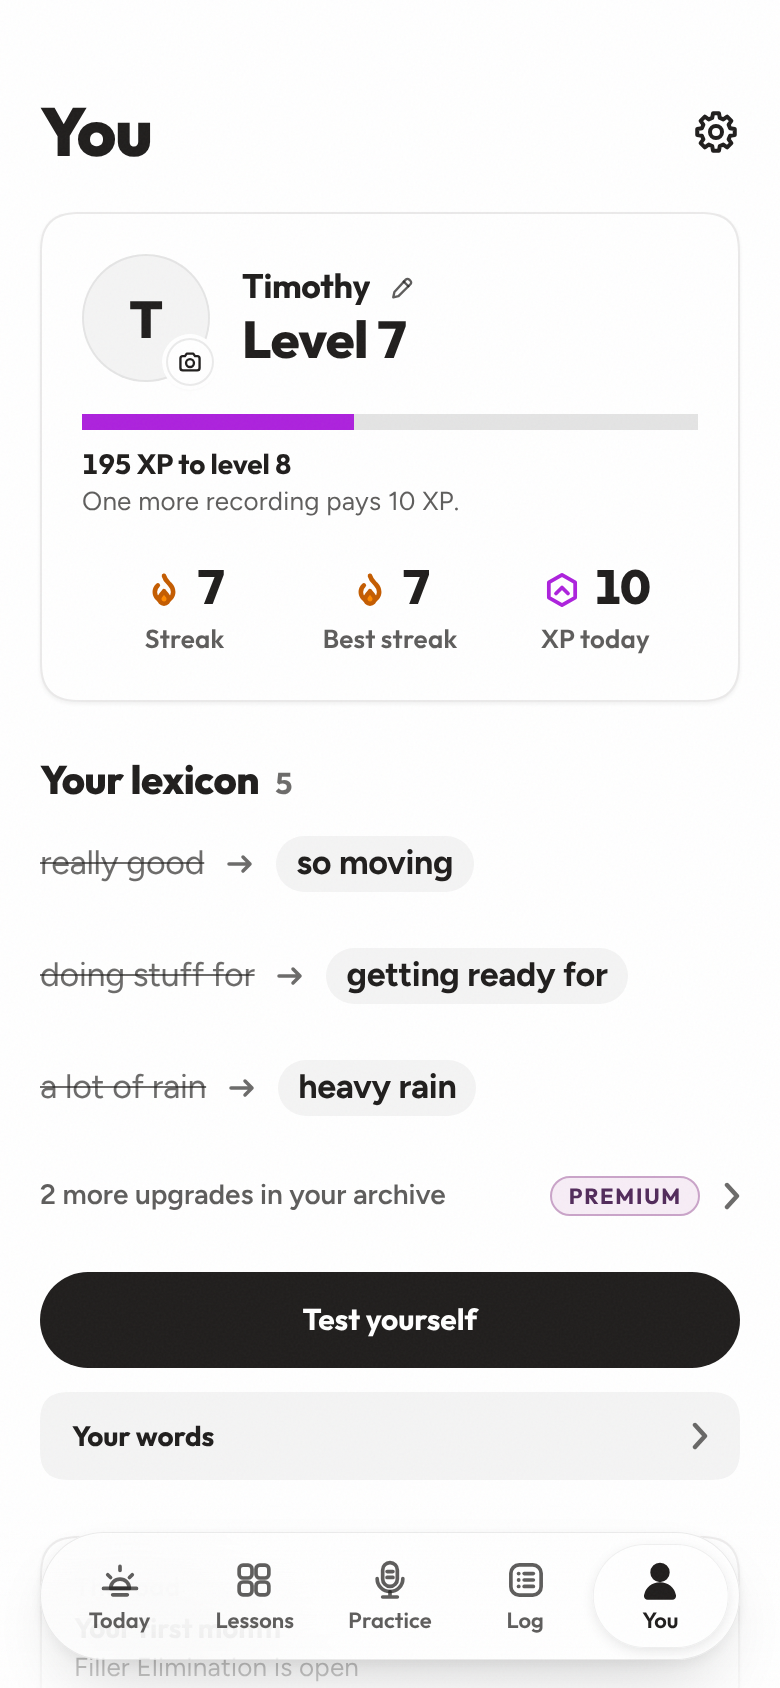 You
T
Timothy
Level 7
195 XP to level 8
One more recording pays 10 XP.
7
Streak
7
Best streak
10
XP today
Your lexicon 5
really good → so moving
doing stuff for → getting ready for
a lot of rain → heavy rain
2 more upgrades in your archive PREMIUM
Test yourself
Your words
Today
Lessons
Practice
Log
You
Your first month
Filler Elimination is open